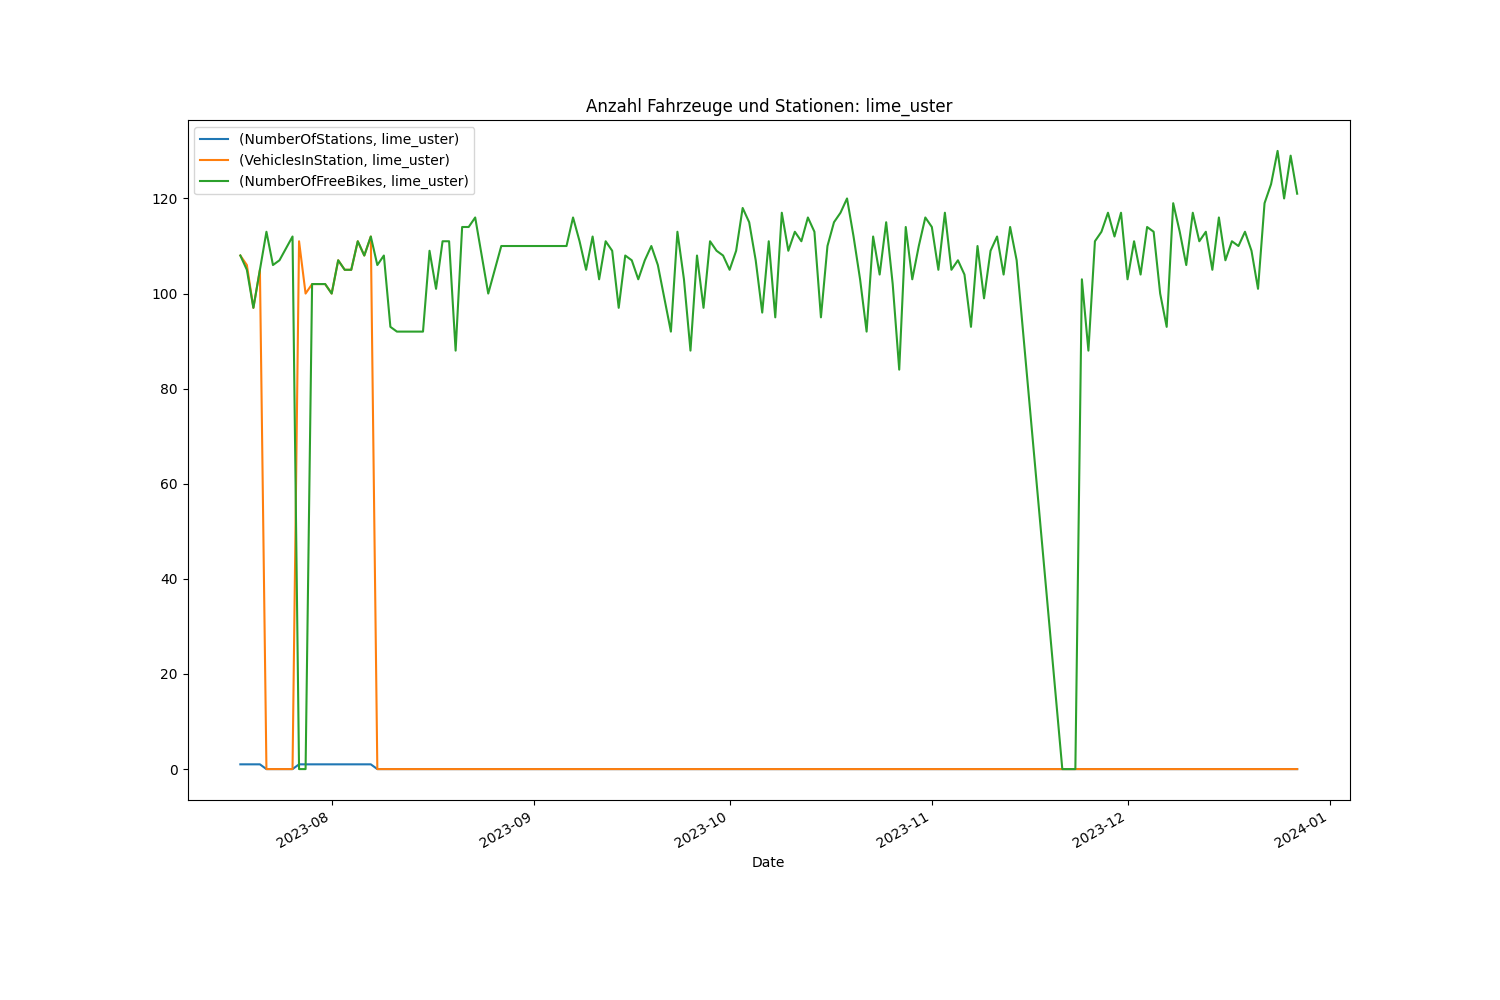 Anzahl Fahrzeuge und Stationen: lime_uster
(NumberOfStations, lime_uster)
(VehiclesInStation, lime_uster)
(NumberOfFreeBikes, lime_uster)
120
100
80
60
40
20
0
2023-08
2023-09
2023-10
2023-11
2023-12
2024-01
Date